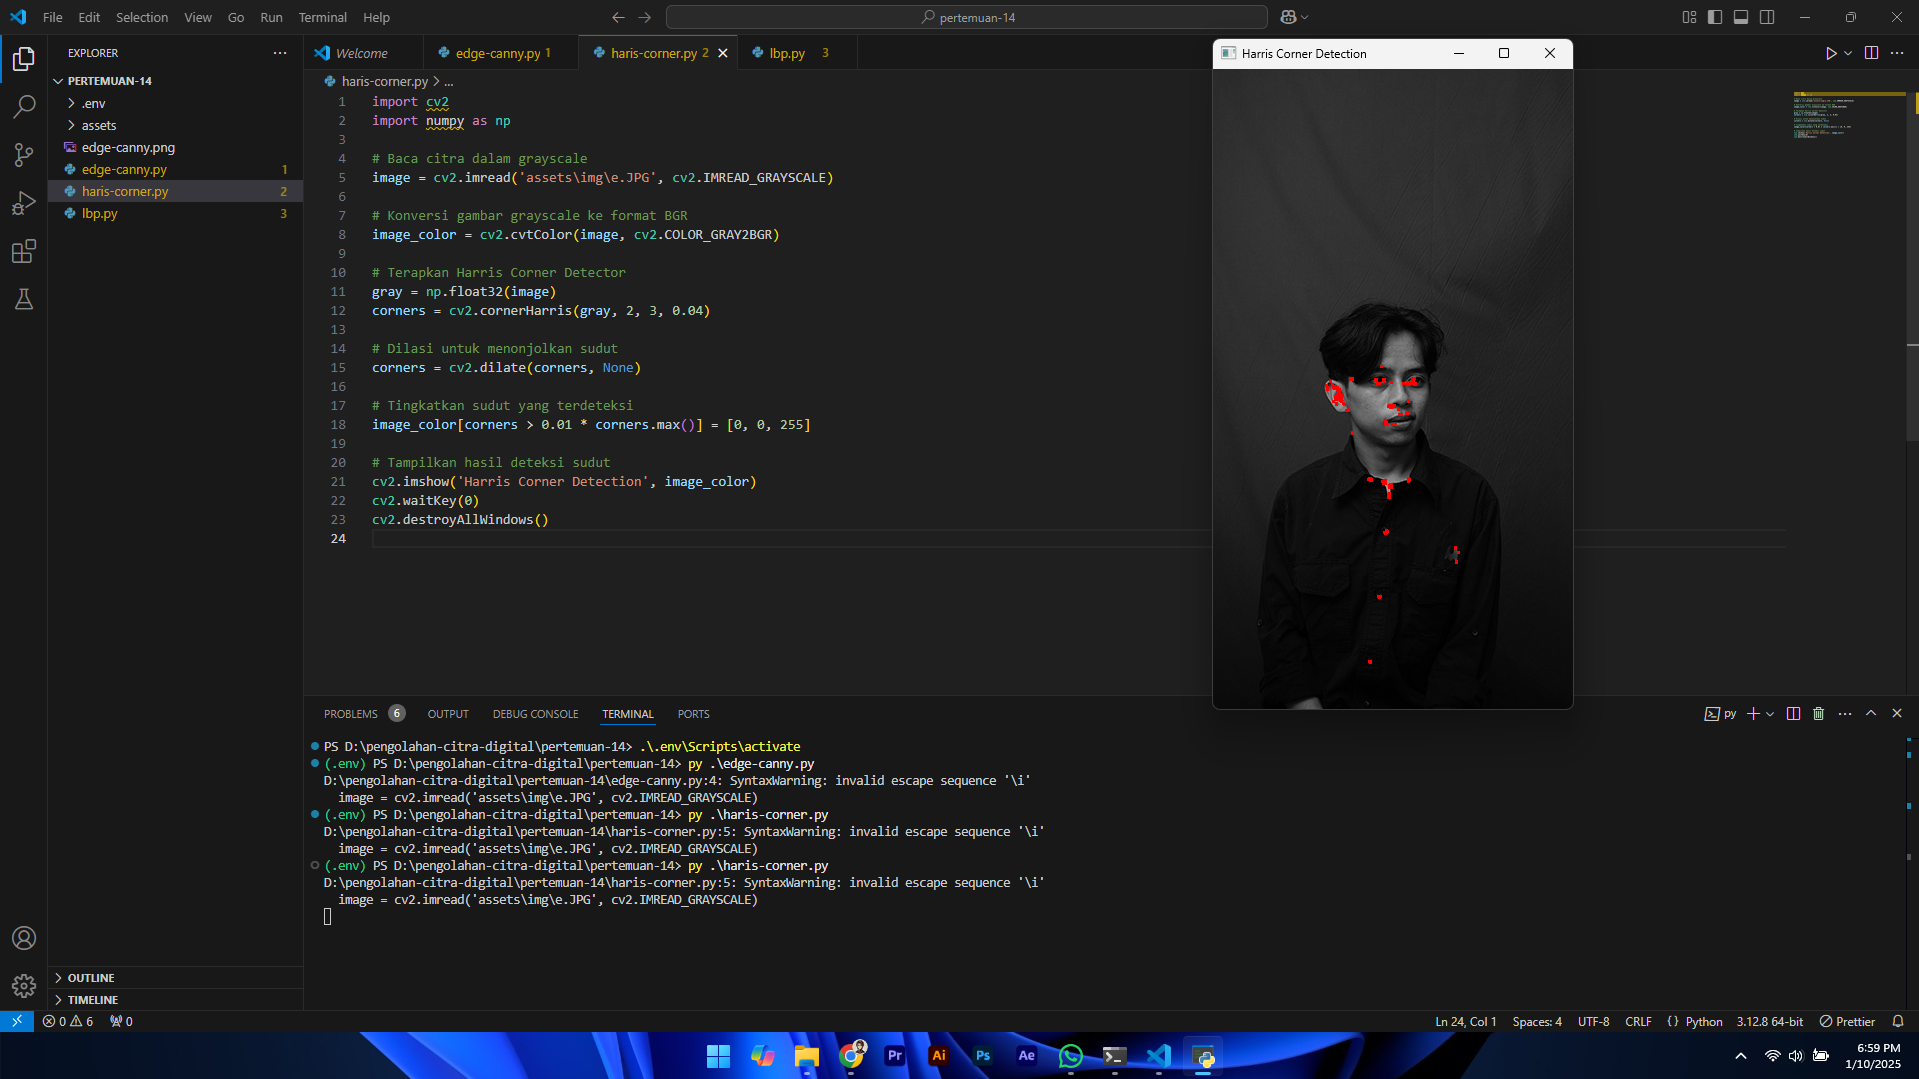 File Edit Selection View Go Run Terminal Help
pertemuan-14
EXPLORER
PERTEMUAN-14
.env
assets
edge-canny.png
edge-canny.py 1
haris-corner.py 2
lbp.py 3
OUTLINE
TIMELINE
Welcome
edge-canny.py 1
haris-corner.py 2
lbp.py 3
haris-corner.py > ...
1 import cv2
2 import numpy as np
3
4 # Baca citra dalam grayscale
5 image = cv2.imread('assets\img\e.JPG', cv2.IMREAD_GRAYSCALE)
6
7 # Konversi gambar grayscale ke format BGR
8 image_color = cv2.cvtColor(image, cv2.COLOR_GRAY2BGR)
9
10 # Terapkan Harris Corner Detector
11 gray = np.float32(image)
12 corners = cv2.cornerHarris(gray, 2, 3, 0.04)
13
14 # Dilasi untuk menonjolkan sudut
15 corners = cv2.dilate(corners, None)
16
17 # Tingkatkan sudut yang terdeteksi
18 image_color[corners > 0.01 * corners.max()] = [0, 0, 255]
19
20 # Tampilkan hasil deteksi sudut
21 cv2.imshow('Harris Corner Detection', image_color)
22 cv2.waitKey(0)
23 cv2.destroyAllWindows()
24
Harris Corner Detection
PROBLEMS 6 OUTPUT DEBUG CONSOLE TERMINAL PORTS
py
PS D:\pengolahan-citra-digital\pertemuan-14> .\.env\Scripts\activate
(.env) PS D:\pengolahan-citra-digital\pertemuan-14> py .\edge-canny.py
D:\pengolahan-citra-digital\pertemuan-14\edge-canny.py:4: SyntaxWarning: invalid escape sequence '\i'
image = cv2.imread('assets\img\e.JPG', cv2.IMREAD_GRAYSCALE)
(.env) PS D:\pengolahan-citra-digital\pertemuan-14> py .\haris-corner.py
D:\pengolahan-citra-digital\pertemuan-14\haris-corner.py:5: SyntaxWarning: invalid escape sequence '\i'
image = cv2.imread('assets\img\e.JPG', cv2.IMREAD_GRAYSCALE)
(.env) PS D:\pengolahan-citra-digital\pertemuan-14> py .\haris-corner.py
D:\pengolahan-citra-digital\pertemuan-14\haris-corner.py:5: SyntaxWarning: invalid escape sequence '\i'
image = cv2.imread('assets\img\e.JPG', cv2.IMREAD_GRAYSCALE)
0 6 0
Ln 24, Col 1 Spaces: 4 UTF-8 CRLF {} Python 3.12.8 64-bit Prettier
Pr Ai Ps Ae
6:59 PM
1/10/2025